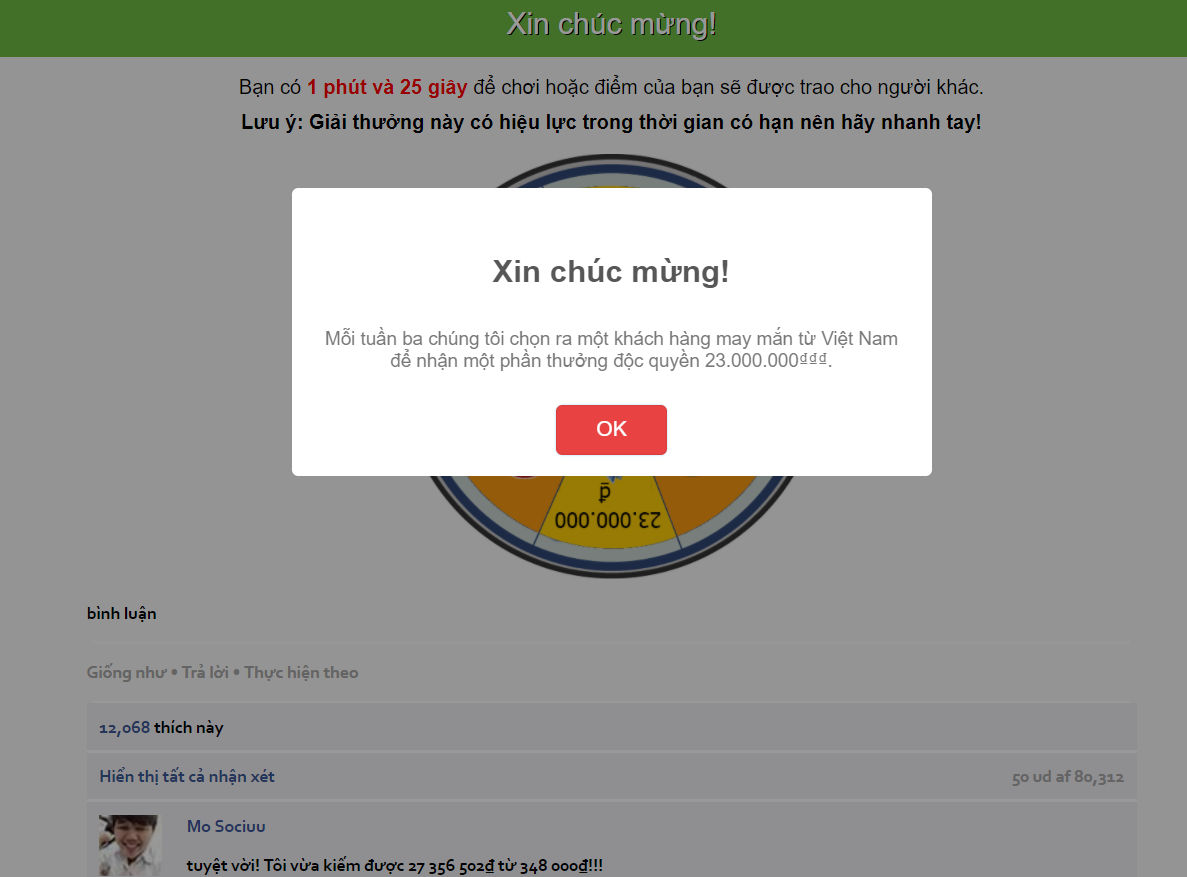 Xin chúc mừng!
Bạn có 1 phút và 25 giây để chơi hoặc điểm của bạn sẽ được trao cho người khác.
Lưu ý: Giải thưởng này có hiệu lực trong thời gian có hạn nên hãy nhanh tay!
Xin chúc mừng!
Mỗi tuần ba chúng tôi chọn ra một khách hàng may mắn từ Việt Nam
để nhận một phần thưởng độc quyền 23.000.000₫₫₫.
OK
₫
23.000.000
bình luận
Giống như • Trả lời • Thực hiện theo
12,068 thích này
Hiển thị tất cả nhận xét
50 ud af 80,312
Mo Sociuu
tuyệt vời! Tôi vừa kiếm được 27 356 502₫ từ 348 000₫!!!